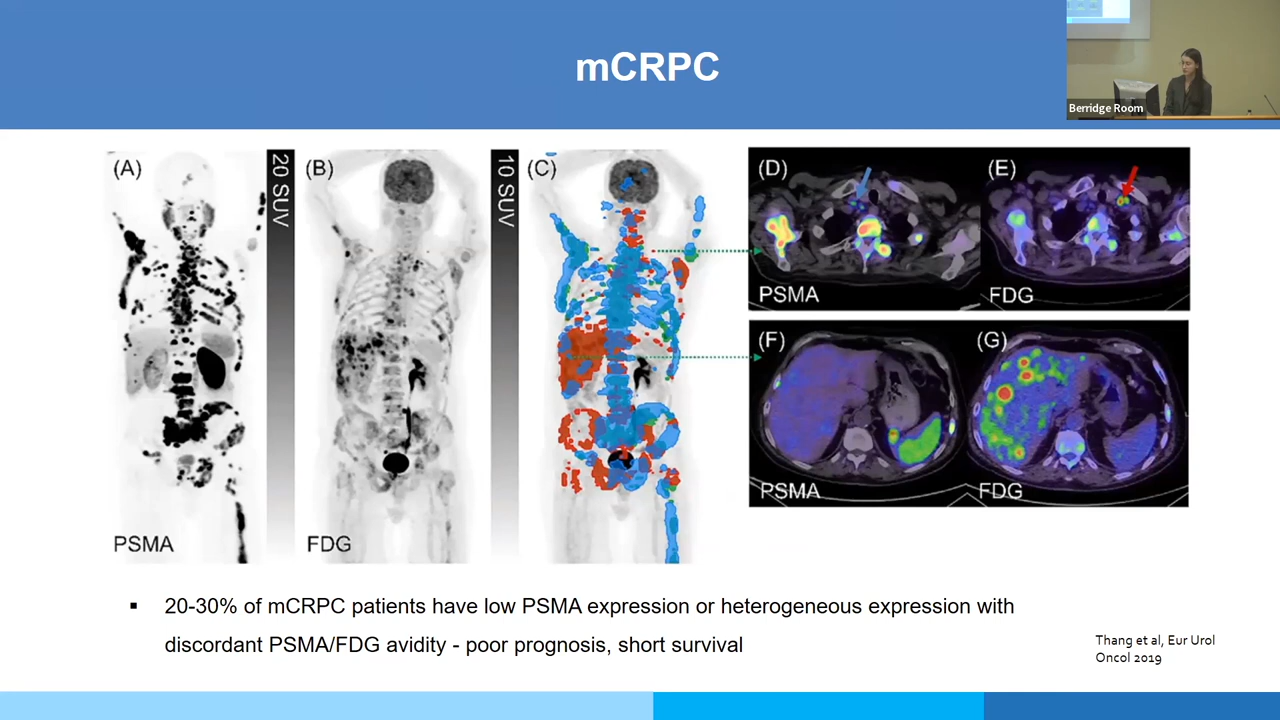 mCRPC
Berridge Room
(A)
20 SUV
(B)
10 SUV
(C)
(D)
(E)
PSMA
FDG
(F)
(G)
PSMA
FDG
PSMA
FDG
▪ 20-30% of mCRPC patients have low PSMA expression or heterogeneous expression with
discordant PSMA/FDG avidity - poor prognosis, short survival
Thang et al, Eur Urol
Oncol 2019